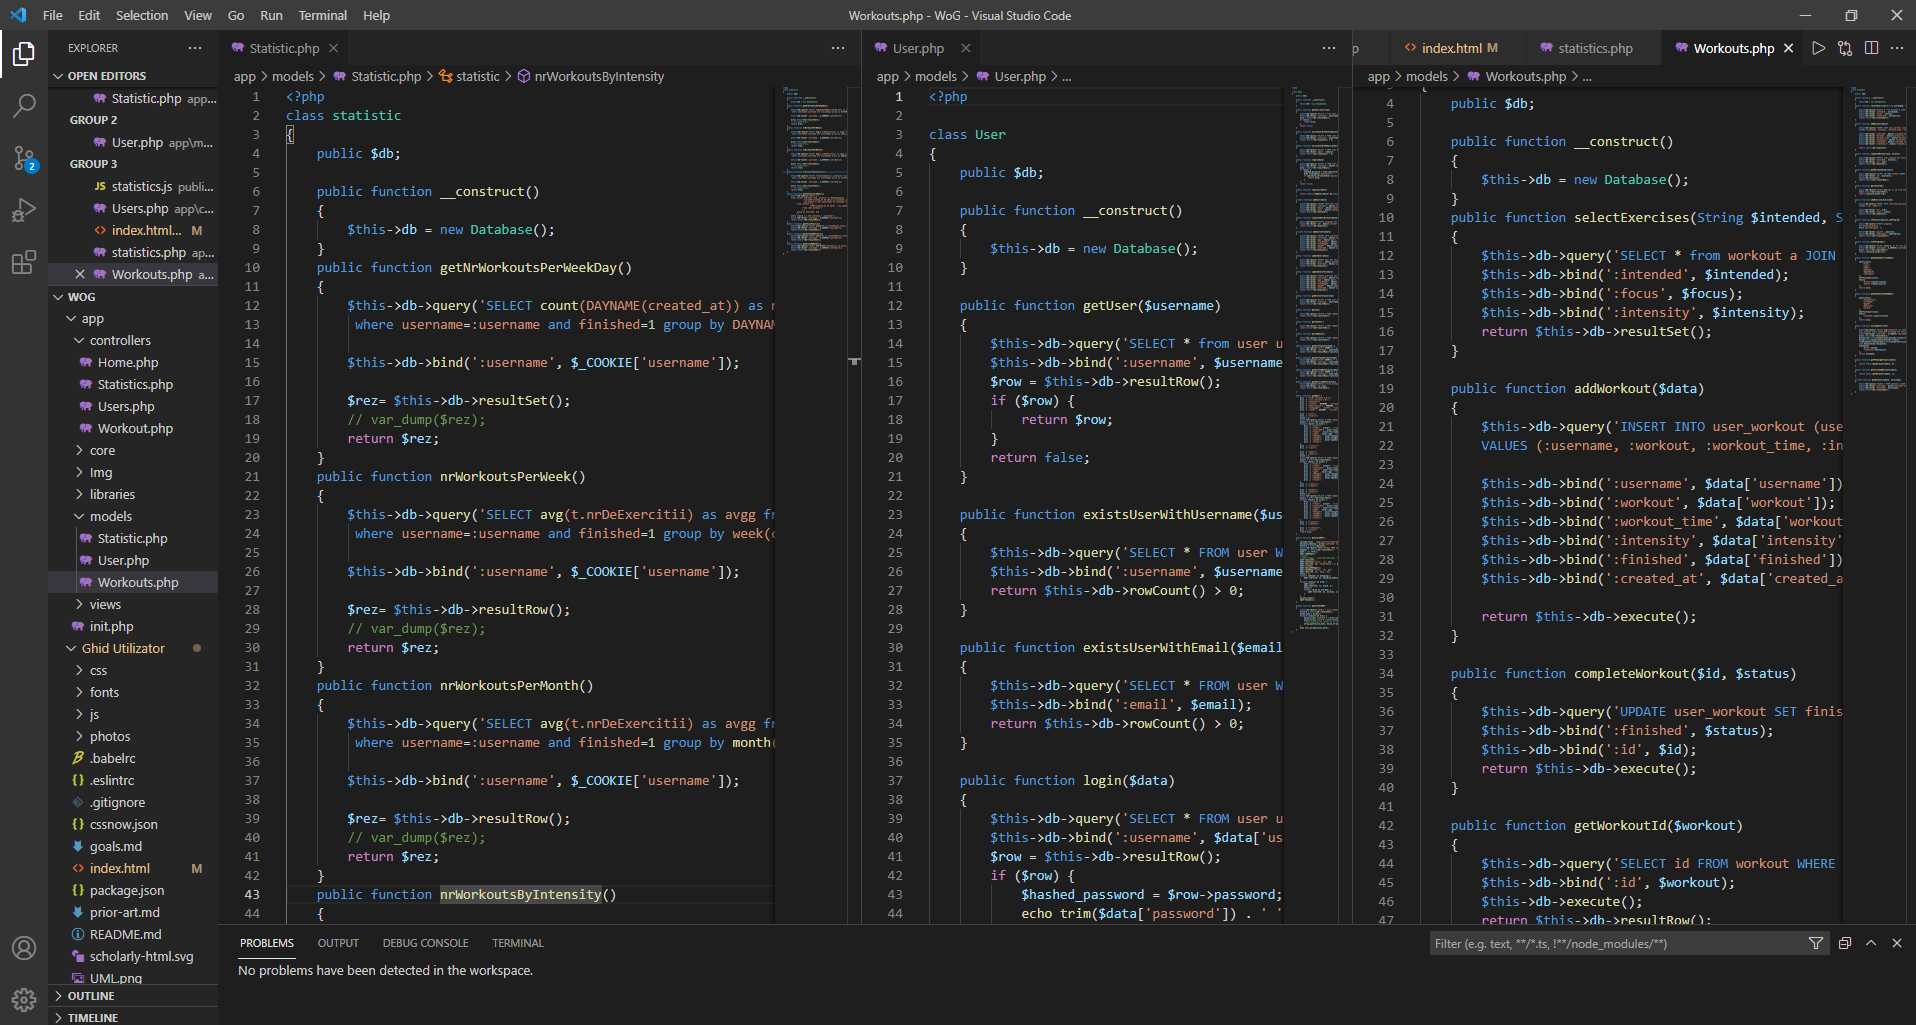 File Edit Selection View Go Run Terminal Help
Workouts.php - WoG - Visual Studio Code
EXPLORER
OPEN EDITORS
Statistic.php app...
GROUP 2
User.php app\m...
GROUP 3
JS statistics.js publi...
Users.php app\c...
index.html... M
statistics.php ap...
Workouts.php a...
WOG
app
controllers
Home.php
Statistics.php
Users.php
Workout.php
core
Img
libraries
models
Statistic.php
User.php
Workouts.php
views
init.php
Ghid Utilizator
css
fonts
js
photos
.babelrc
.eslintrc
.gitignore
cssnow.json
goals.md
index.html M
package.json
prior-art.md
README.md
scholarly-html.svg
UML.png
OUTLINE
TIMELINE
2
Statistic.php
app > models > Statistic.php > statistic > nrWorkoutsByIntensity
1 <?php
2 class statistic
3 {
4 public $db;
5
6 public function __construct()
7 {
8 $this->db = new Database();
9 }
10 public function getNrWorkoutsPerWeekDay()
11 {
12 $this->db->query('SELECT count(DAYNAME(created_at)) as n
13 where username=:username and finished=1 group by DAYNAM
14
15 $this->db->bind(':username', $_COOKIE['username']);
16
17 $rez= $this->db->resultSet();
18 // var_dump($rez);
19 return $rez;
20 }
21 public function nrWorkoutsPerWeek()
22 {
23 $this->db->query('SELECT avg(t.nrDeExercitii) as avgg fr
24 where username=:username and finished=1 group by week(c
25
26 $this->db->bind(':username', $_COOKIE['username']);
27
28 $rez= $this->db->resultRow();
29 // var_dump($rez);
30 return $rez;
31 }
32 public function nrWorkoutsPerMonth()
33 {
34 $this->db->query('SELECT avg(t.nrDeExercitii) as avgg fr
35 where username=:username and finished=1 group by month(
36
37 $this->db->bind(':username', $_COOKIE['username']);
38
39 $rez= $this->db->resultRow();
40 // var_dump($rez);
41 return $rez;
42 }
43 public function nrWorkoutsByIntensity()
44 {
User.php
app > models > User.php > ...
1 <?php
2
3 class User
4 {
5 public $db;
6
7 public function __construct()
8 {
9 $this->db = new Database();
10 }
11
12 public function getUser($username)
13 {
14 $this->db->query('SELECT * from user u
15 $this->db->bind(':username', $username
16 $row = $this->db->resultRow();
17 if ($row) {
18 return $row;
19 }
20 return false;
21 }
22
23 public function existsUserWithUsername($us
24 {
25 $this->db->query('SELECT * FROM user W
26 $this->db->bind(':username', $username
27 return $this->db->rowCount() > 0;
28 }
29
30 public function existsUserWithEmail($email
31 {
32 $this->db->query('SELECT * FROM user W
33 $this->db->bind(':email', $email);
34 return $this->db->rowCount() > 0;
35 }
36
37 public function login($data)
38 {
39 $this->db->query('SELECT * FROM user u
40 $this->db->bind(':username', $data['us
41 $row = $this->db->resultRow();
42 if ($row) {
43 $hashed_password = $row->password;
44 echo trim($data['password']) . ' '
p index.html M statistics.php Workouts.php
app > models > Workouts.php > ...
4 public $db;
5
6 public function __construct()
7 {
8 $this->db = new Database();
9 }
10 public function selectExercises(String $intended, S
11 {
12 $this->db->query('SELECT * from workout a JOIN
13 $this->db->bind(':intended', $intended);
14 $this->db->bind(':focus', $focus);
15 $this->db->bind(':intensity', $intensity);
16 return $this->db->resultSet();
17 }
18
19 public function addWorkout($data)
20 {
21 $this->db->query('INSERT INTO user_workout (use
22 VALUES (:username, :workout, :workout_time, :in
23
24 $this->db->bind(':username', $data['username'])
25 $this->db->bind(':workout', $data['workout']);
26 $this->db->bind(':workout_time', $data['workout
27 $this->db->bind(':intensity', $data['intensity'
28 $this->db->bind(':finished', $data['finished'])
29 $this->db->bind(':created_at', $data['created_a
30
31 return $this->db->execute();
32 }
33
34 public function completeWorkout($id, $status)
35 {
36 $this->db->query('UPDATE user_workout SET finis
37 $this->db->bind(':finished', $status);
38 $this->db->bind(':id', $id);
39 return $this->db->execute();
40 }
41
42 public function getWorkoutId($workout)
43 {
44 $this->db->query('SELECT id FROM workout WHERE
45 $this->db->bind(':id', $workout);
46 $this->db->execute();
47 return $this->db->resultRow();
PROBLEMS OUTPUT DEBUG CONSOLE TERMINAL
Filter (e.g. text, **/*.ts, !**/node_modules/**)
No problems have been detected in the workspace.